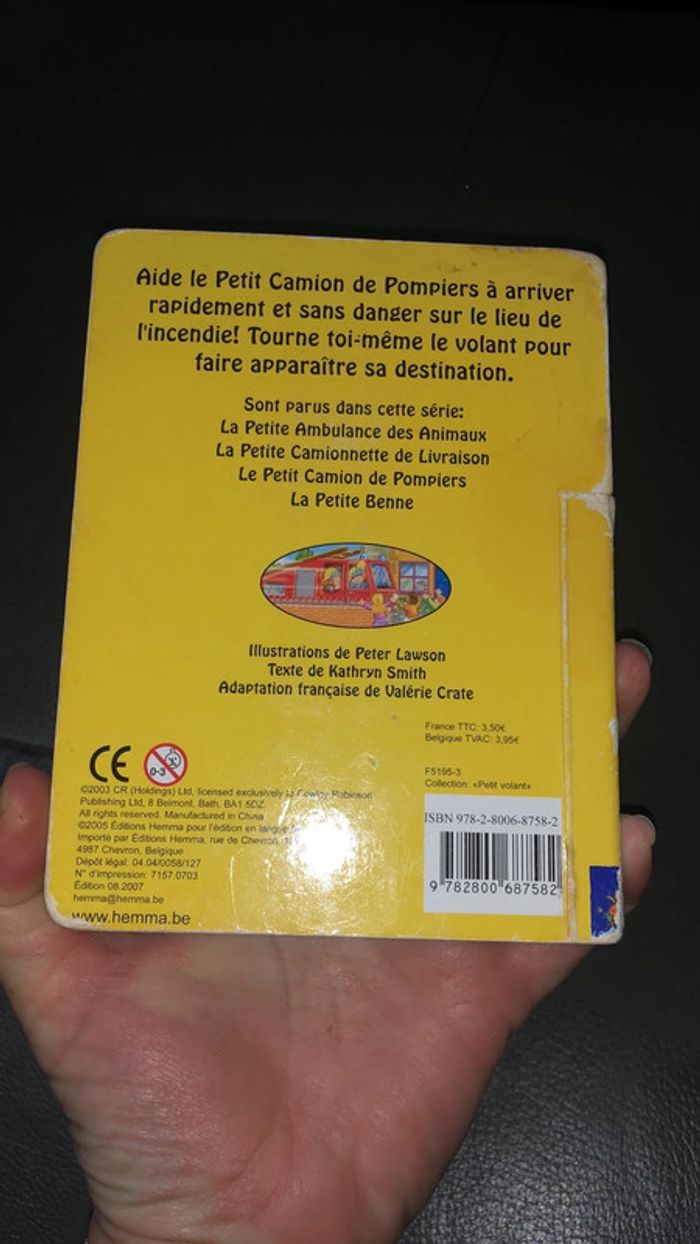 Aide le Petit Camion de Pompiers à arriver
rapidement et sans danger sur le lieu de
l'incendie! Tourne toi-même le volant pour
faire apparaître sa destination.
Sont parus dans cette série:
La Petite Ambulance des Animaux
La Petite Camionnette de Livraison
Le Petit Camion de Pompiers
La Petite Benne
Illustrations de Peter Lawson
Texte de Kathryn Smith
Adaptation française de Valérie Crate
France TTC: 3,50€
Belgique TVAC: 3,95€
CE
0-3
F5195-3
Collection: «Petit volant»
©2003 CR (Holdings) Ltd, licensed exclusively to Cowley Robinson
Publishing Ltd, 8 Belmont, Bath, BA1 5DZ
All rights reserved. Manufactured in China
©2005 Éditions Hemma pour l'édition en langue
Importé par Éditions Hemma, rue de Chevron,
4987 Chevron, Belgique
Dépôt légal: 04.04/0058/127
N° d'impression: 7157.0703
Édition 08.2007
hemma@hemma.be
www.hemma.be
ISBN 978-2-8006-8758-2
9 782800 687582